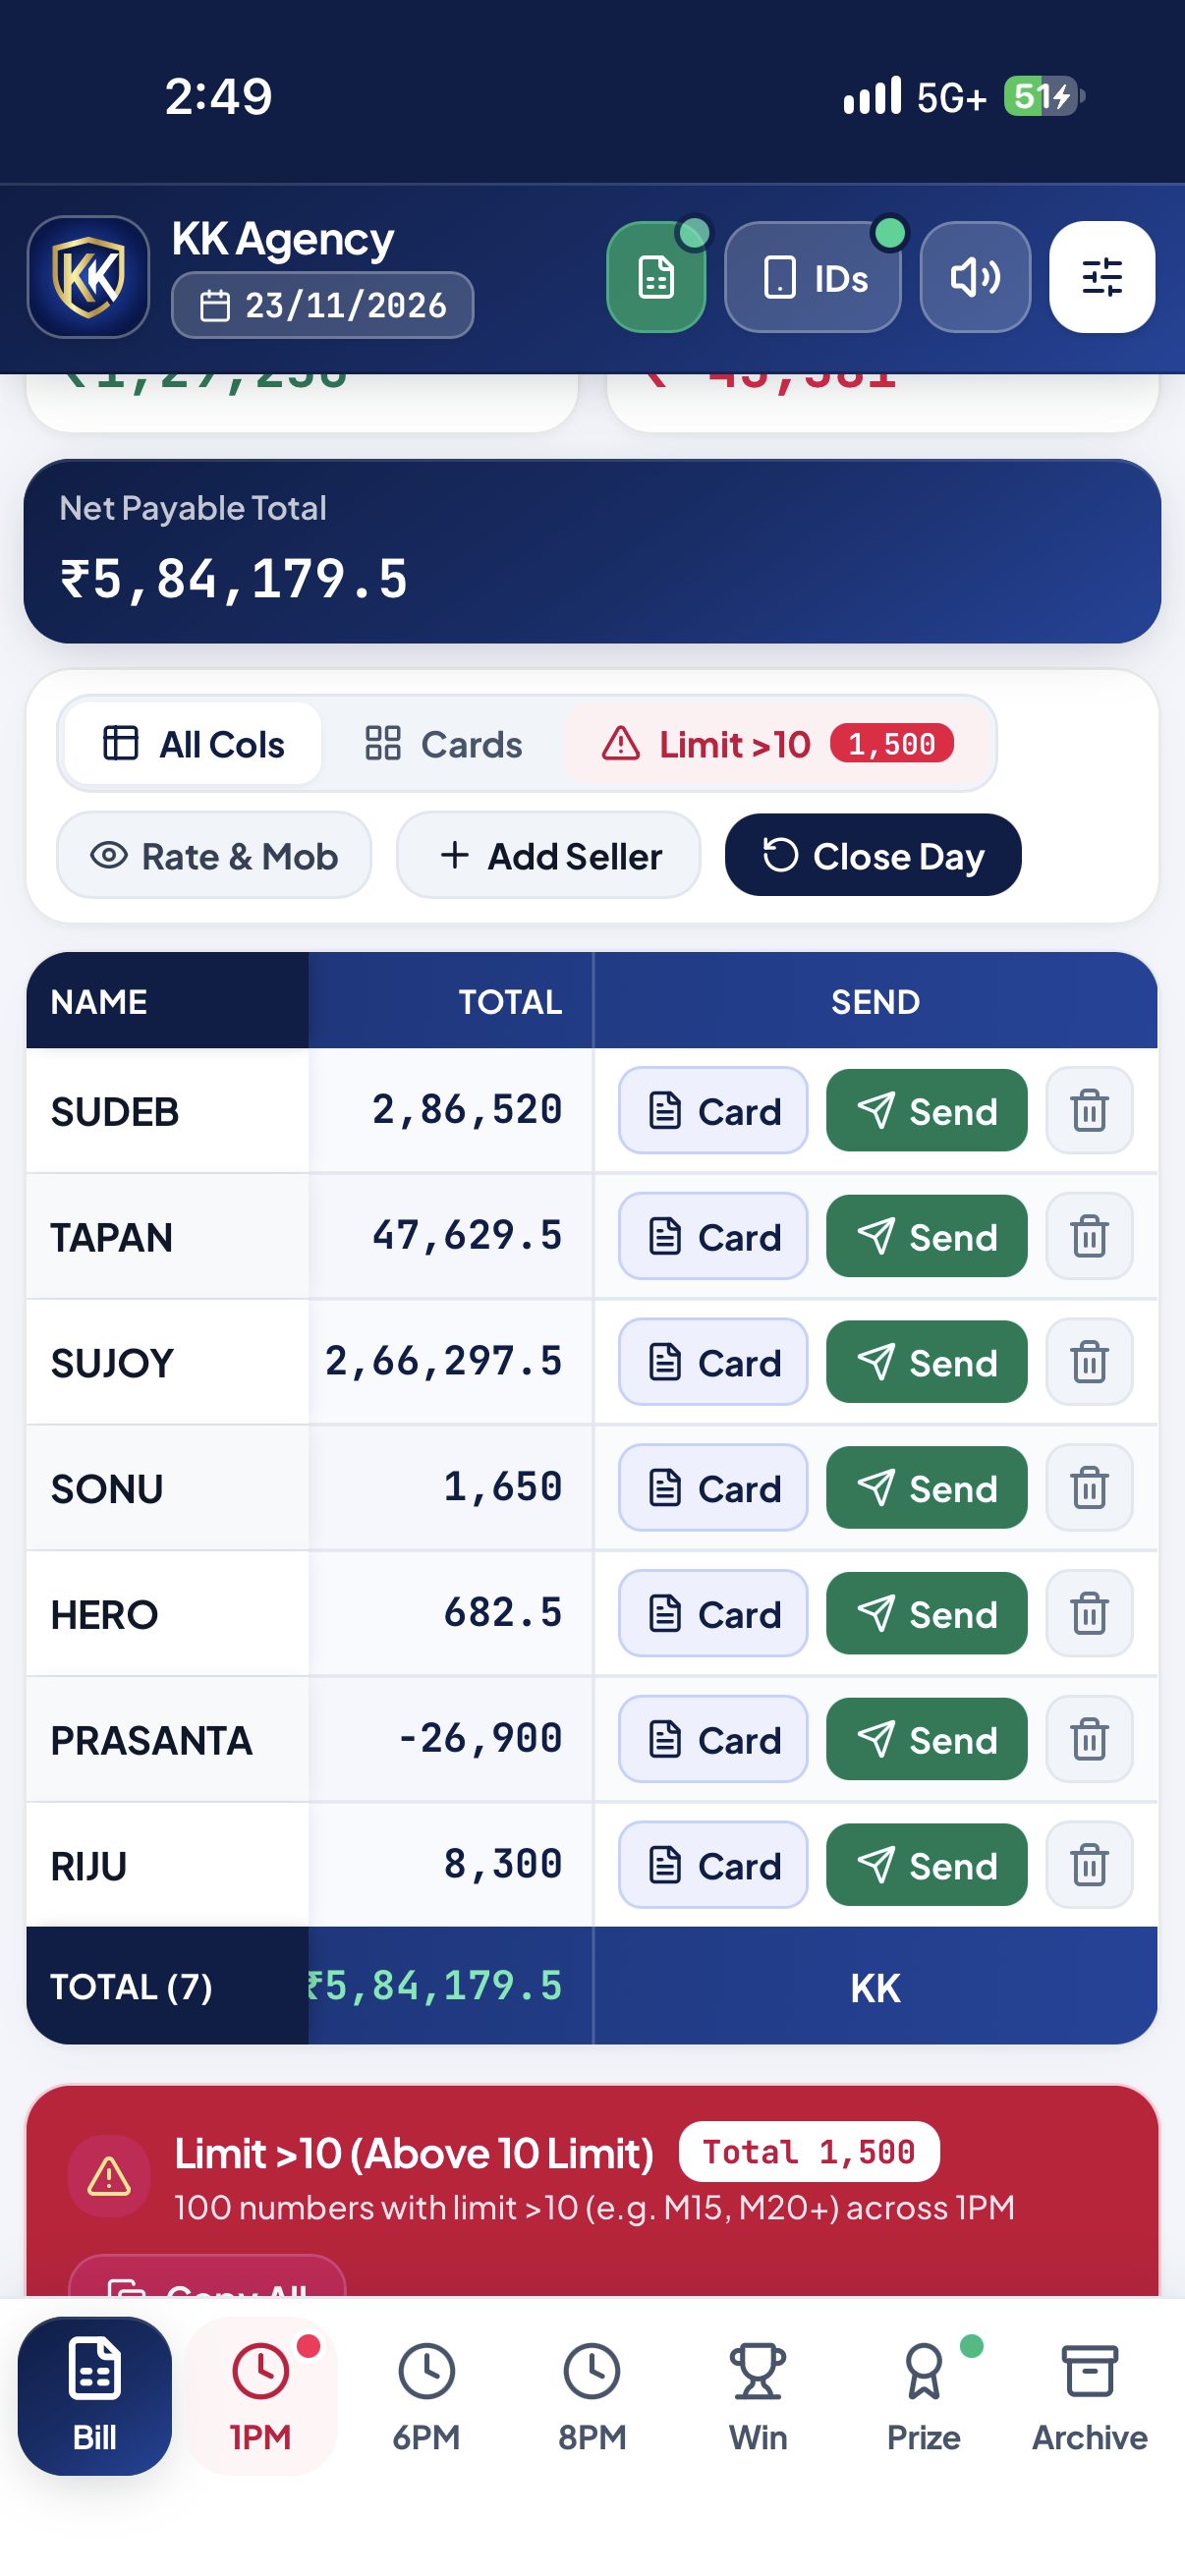 2:49 5G+ 51
KK KK Agency
23/11/2026 IDs
Net Payable Total
₹5,84,179.5
All Cols Cards Limit >10 1,500
Rate & Mob Add Seller Close Day
NAME TOTAL SEND
SUDEB 2,86,520 Card Send
TAPAN 47,629.5 Card Send
SUJOY 2,66,297.5 Card Send
SONU 1,650 Card Send
HERO 682.5 Card Send
PRASANTA -26,900 Card Send
RIJU 8,300 Card Send
TOTAL (7) ₹5,84,179.5 KK
Limit >10 (Above 10 Limit) Total 1,500
100 numbers with limit >10 (e.g. M15, M20+) across 1PM
Copy All
Bill 1PM 6PM 8PM Win Prize Archive